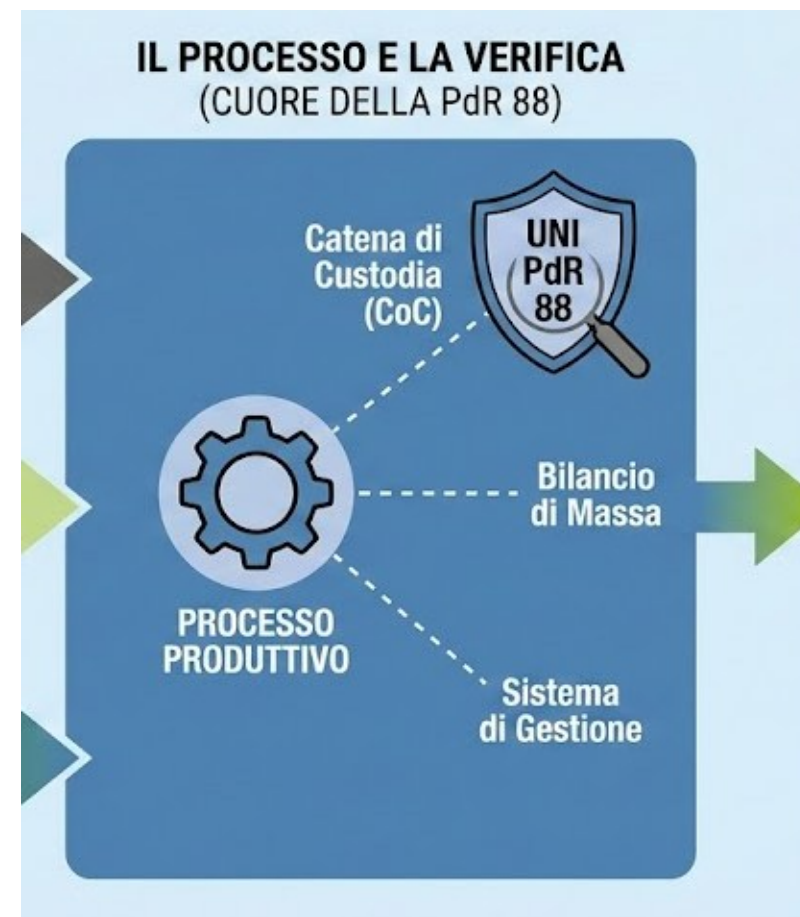 IL PROCESSO E LA VERIFICA
(CUORE DELLA PdR 88)
Catena di
Custodia
(CoC)
UNI
PdR
88
Bilancio
di Massa
PROCESSO
PRODUTTIVO
Sistema
di Gestione